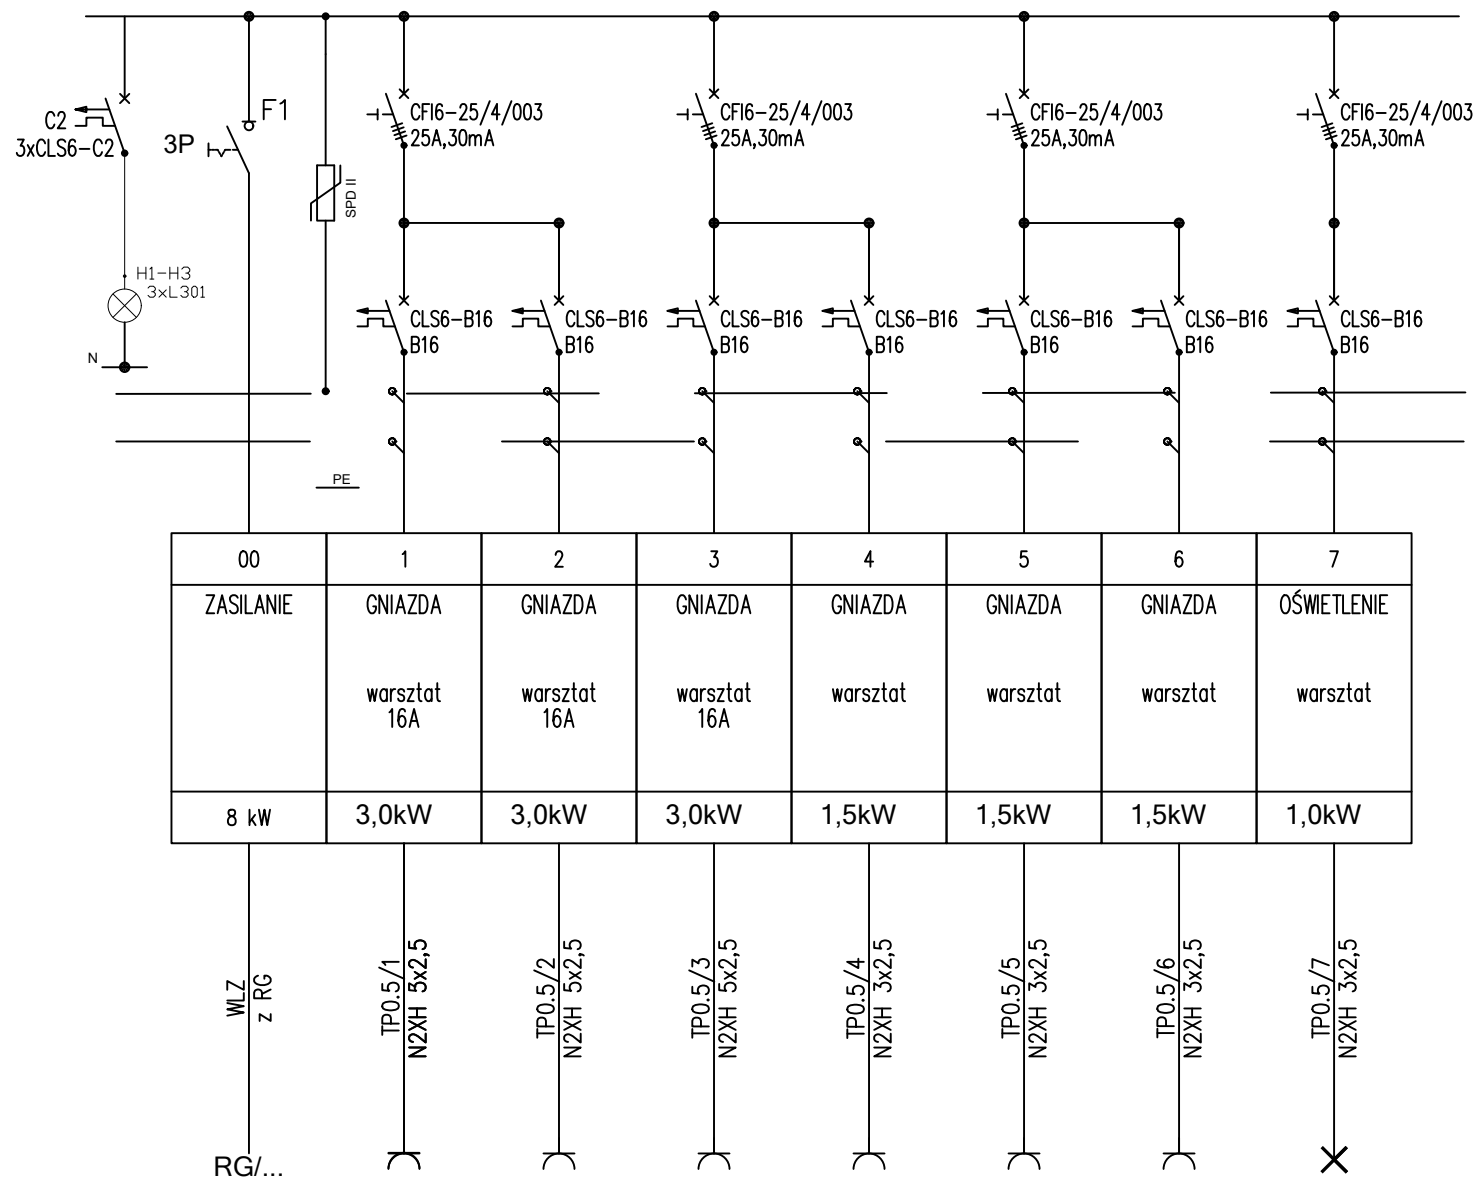 C2
3xCLS6-C2
3P
F1
SPD II
H1-H3
3xL301
N
CFI6-25/4/003
25A,30mA
CFI6-25/4/003
25A,30mA
CFI6-25/4/003
25A,30mA
CFI6-25/4/003
25A,30mA
CLS6-B16
B16
CLS6-B16
B16
CLS6-B16
B16
CLS6-B16
B16
CLS6-B16
B16
CLS6-B16
B16
CLS6-B16
B16
PE
00 1 2 3 4 5 6 7
ZASILANIE GNIAZDA GNIAZDA GNIAZDA GNIAZDA GNIAZDA GNIAZDA OŚWIETLENIE
warsztat warsztat warsztat warsztat warsztat warsztat warsztat
16A 16A 16A
8 kW 3,0kW 3,0kW 3,0kW 1,5kW 1,5kW 1,5kW 1,0kW
WLZ
z RG
TP0.5/1
TP0.5/2
N2XH 5x2,5
TP0.5/3
N2XH 5x2,5
TP0.5/4
N2XH 3x2,5
TP0.5/5
N2XH 3x2,5
TP0.5/6
N2XH 3x2,5
TP0.5/7
N2XH 3x2,5
RG/...